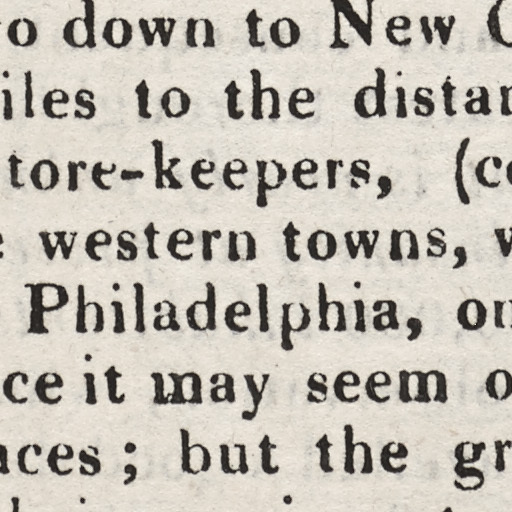 o down to New
iles to the distan
tore-keepers, (co
western towns, w
Philadelphia, on
ce it may seem o
aces ; but the gr